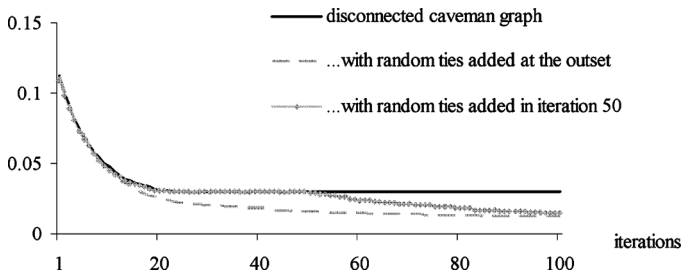 0.15
disconnected caveman graph
...with random ties added at the outset
0.1
...with random ties added in iteration 50
0.05
0
1 20 40 60 80 100
iterations